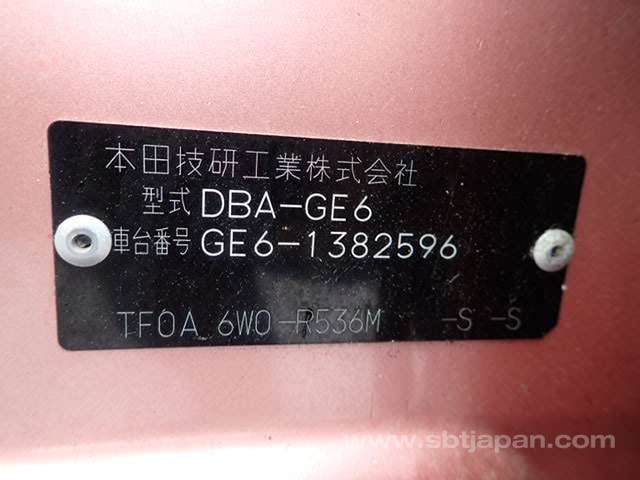 本田技研工業株式会社
型式 DBA-GE6
車台番号 GE6-1382596
TF0A 6W0-R536M -S -S
www.sbtjapan.com